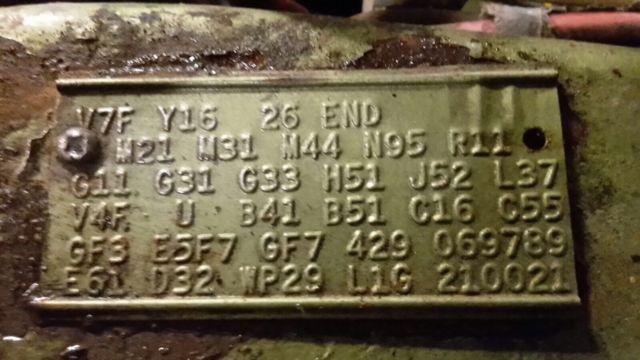 V7F Y16 26 END
M21 M31 M44 N95 R11
G11 G31 G33 H51 J52 L37
V4F U B41 B51 C16 C55
GF3 E5F7 GF7 429 069789
E61 D32 WP29 L1G 210021